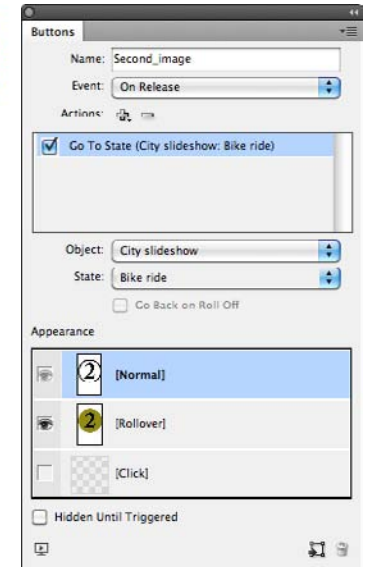 Buttons
Name: Second_image
Event: On Release
Actions:
Go To State (City slideshow: Bike ride)
Object: City slideshow
State: Bike ride
Go Back on Roll Off
Appearance
2 [Normal]
2 [Rollover]
[Click]
Hidden Until Triggered